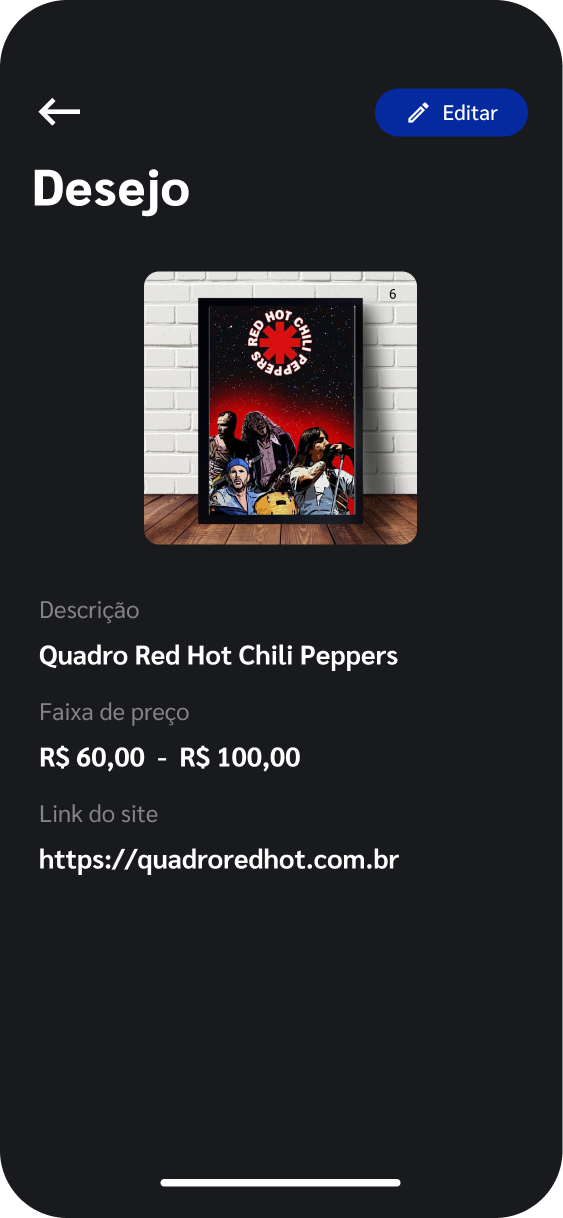 Editar
Desejo
6
RED HOT CHILI PEPPERS
Descrição
Quadro Red Hot Chili Peppers
Faixa de preço
R$ 60,00 - R$ 100,00
Link do site
https://quadroredhot.com.br